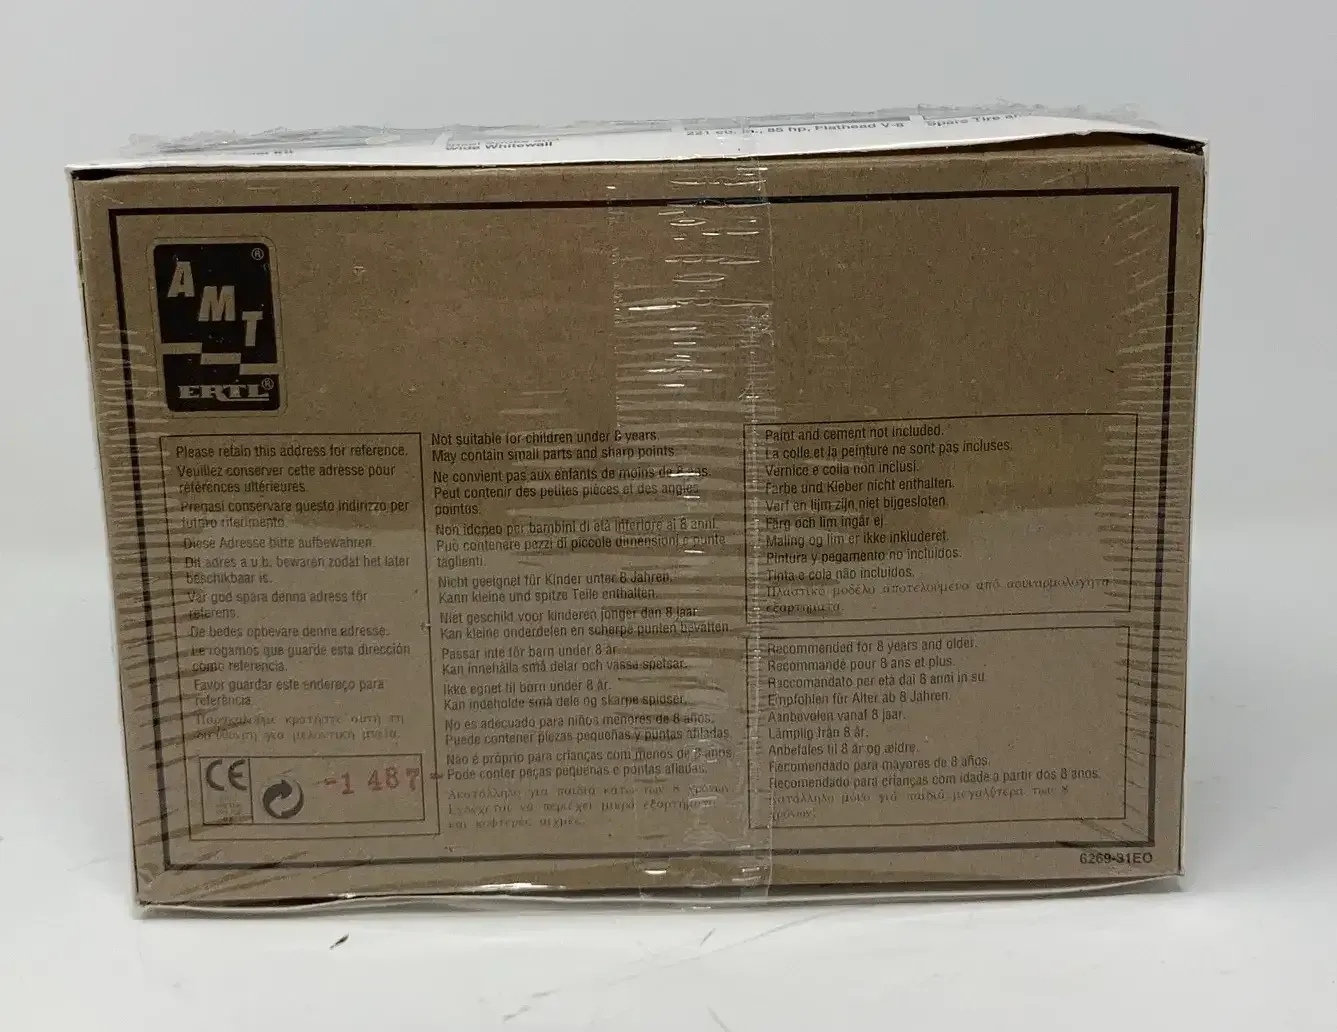 Wide Whitewall
221 cu. in., 85 hp, Flathead V-8
Spare Tire
AMT
®
ERTL®
Please retain this address for reference.
Veuillez conserver cette adresse pour
références ultérieures.
Pregasi conservare questo indirizzo per
futuro riferimento.
Diese Adresse bitte aufbewahren.
Dit adres a.u.b. bewaren zodat het later
beschikbaar is.
Var god spara denna adress för
referens.
De bedes opbevare denne adresse.
Le rogamos que guarde esta dirección
como referencia.
Favor guardar este endereço para
referência.
CE
-1 487-
Not suitable for children under 8 years.
May contain small parts and sharp points.
Ne convient pas aux enfants de moins de 8 ans.
Peut contenir des petites pièces et des angles
pointos.
Non idoneo per bambini di età inferiore ai 8 anni.
Può contenere pezzi di piccole dimensioni e punte
taglienti.
Nicht geeignet für Kinder unter 8 Jahren.
Kann kleine und spitze Teile enthalten.
Niet geschikt voor kinderen jonger dan 8 jaar.
Kan kleine onderdelen en scherpe punten bevatten.
Passar inte för barn under 8 år.
Kan innehålla små delar och vassa spetsar.
Ikke egnet til born under 8 år.
Kan indeholde små dele og skarpe spidser.
No es adecuado para niños menores de 8 años.
Puede contener piezas pequeñas y puntas afiladas.
Não é próprio para crianças com menos de 8 anos.
Pode conter peças pequenas e pontas afiadas.
Paint and cement not included.
La colle et la peinture ne sont pas incluses.
Vernice e colla non inclusi.
Farbe und Kleber nicht enthalten.
Verf en lijm zijn niet bijgesloten.
Färg och lim ingår ej.
Maling og lim er ikke inkluderet.
Pintura y pegamento no incluidos.
Tinta e cola não incluidos.
Πλαστικό μοντέλο αποτελούμενο από συναρμολογήτα
εξαρτήματα.
Recommended for 8 years and older.
Recommandé pour 8 ans et plus.
Raccomandato per età dai 8 anni in su.
Empfohlen für Alter ab 8 Jahren.
Aanbevolen vanaf 8 jaar.
Lämplig från 8 år.
Anbefales til 8 år og ældre.
Recomendado para mayores de 8 años.
Recomendado para crianças com idade a partir dos 8 anos.
6269-31EO